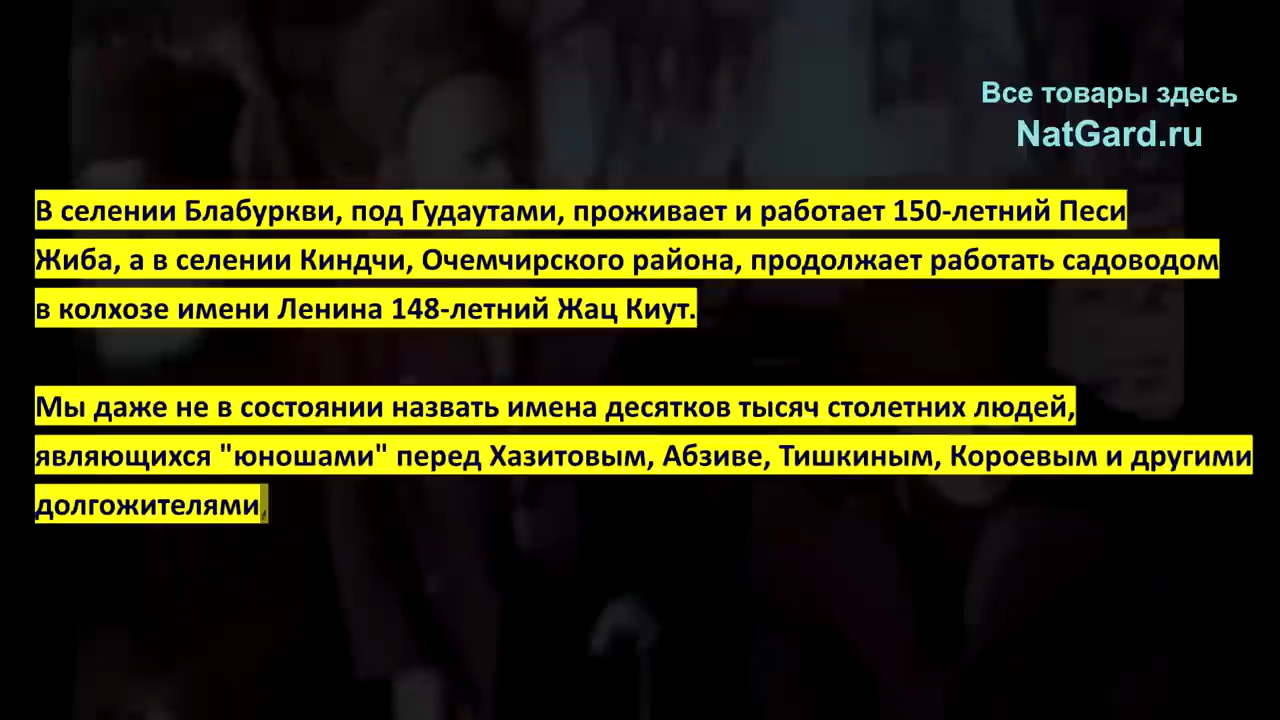 Все товары здесь
NatGard.ru
В селении Блабуркви, под Гудаутами, проживает и работает 150-летний Песи
Жиба, а в селении Киндчи, Очемчирского района, продолжает работать садоводом
в колхозе имени Ленина 148-летний Жац Киут.
Мы даже не в состоянии назвать имена десятков тысяч столетних людей,
являющихся "юношами" перед Хазитовым, Абзиве, Тишкиным, Короевым и другими
долгожителями,